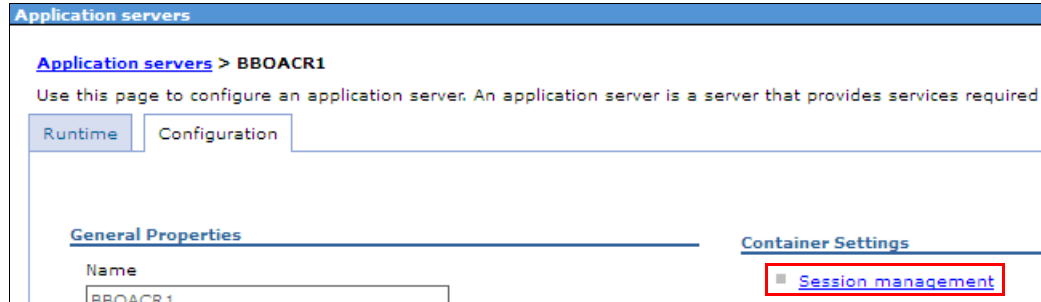 Application servers
Application servers > BBOACR1
Use this page to configure an application server. An application server is a server that provides services required
Runtime
Configuration
General Properties
Container Settings
Name
Session management
BBOACR1